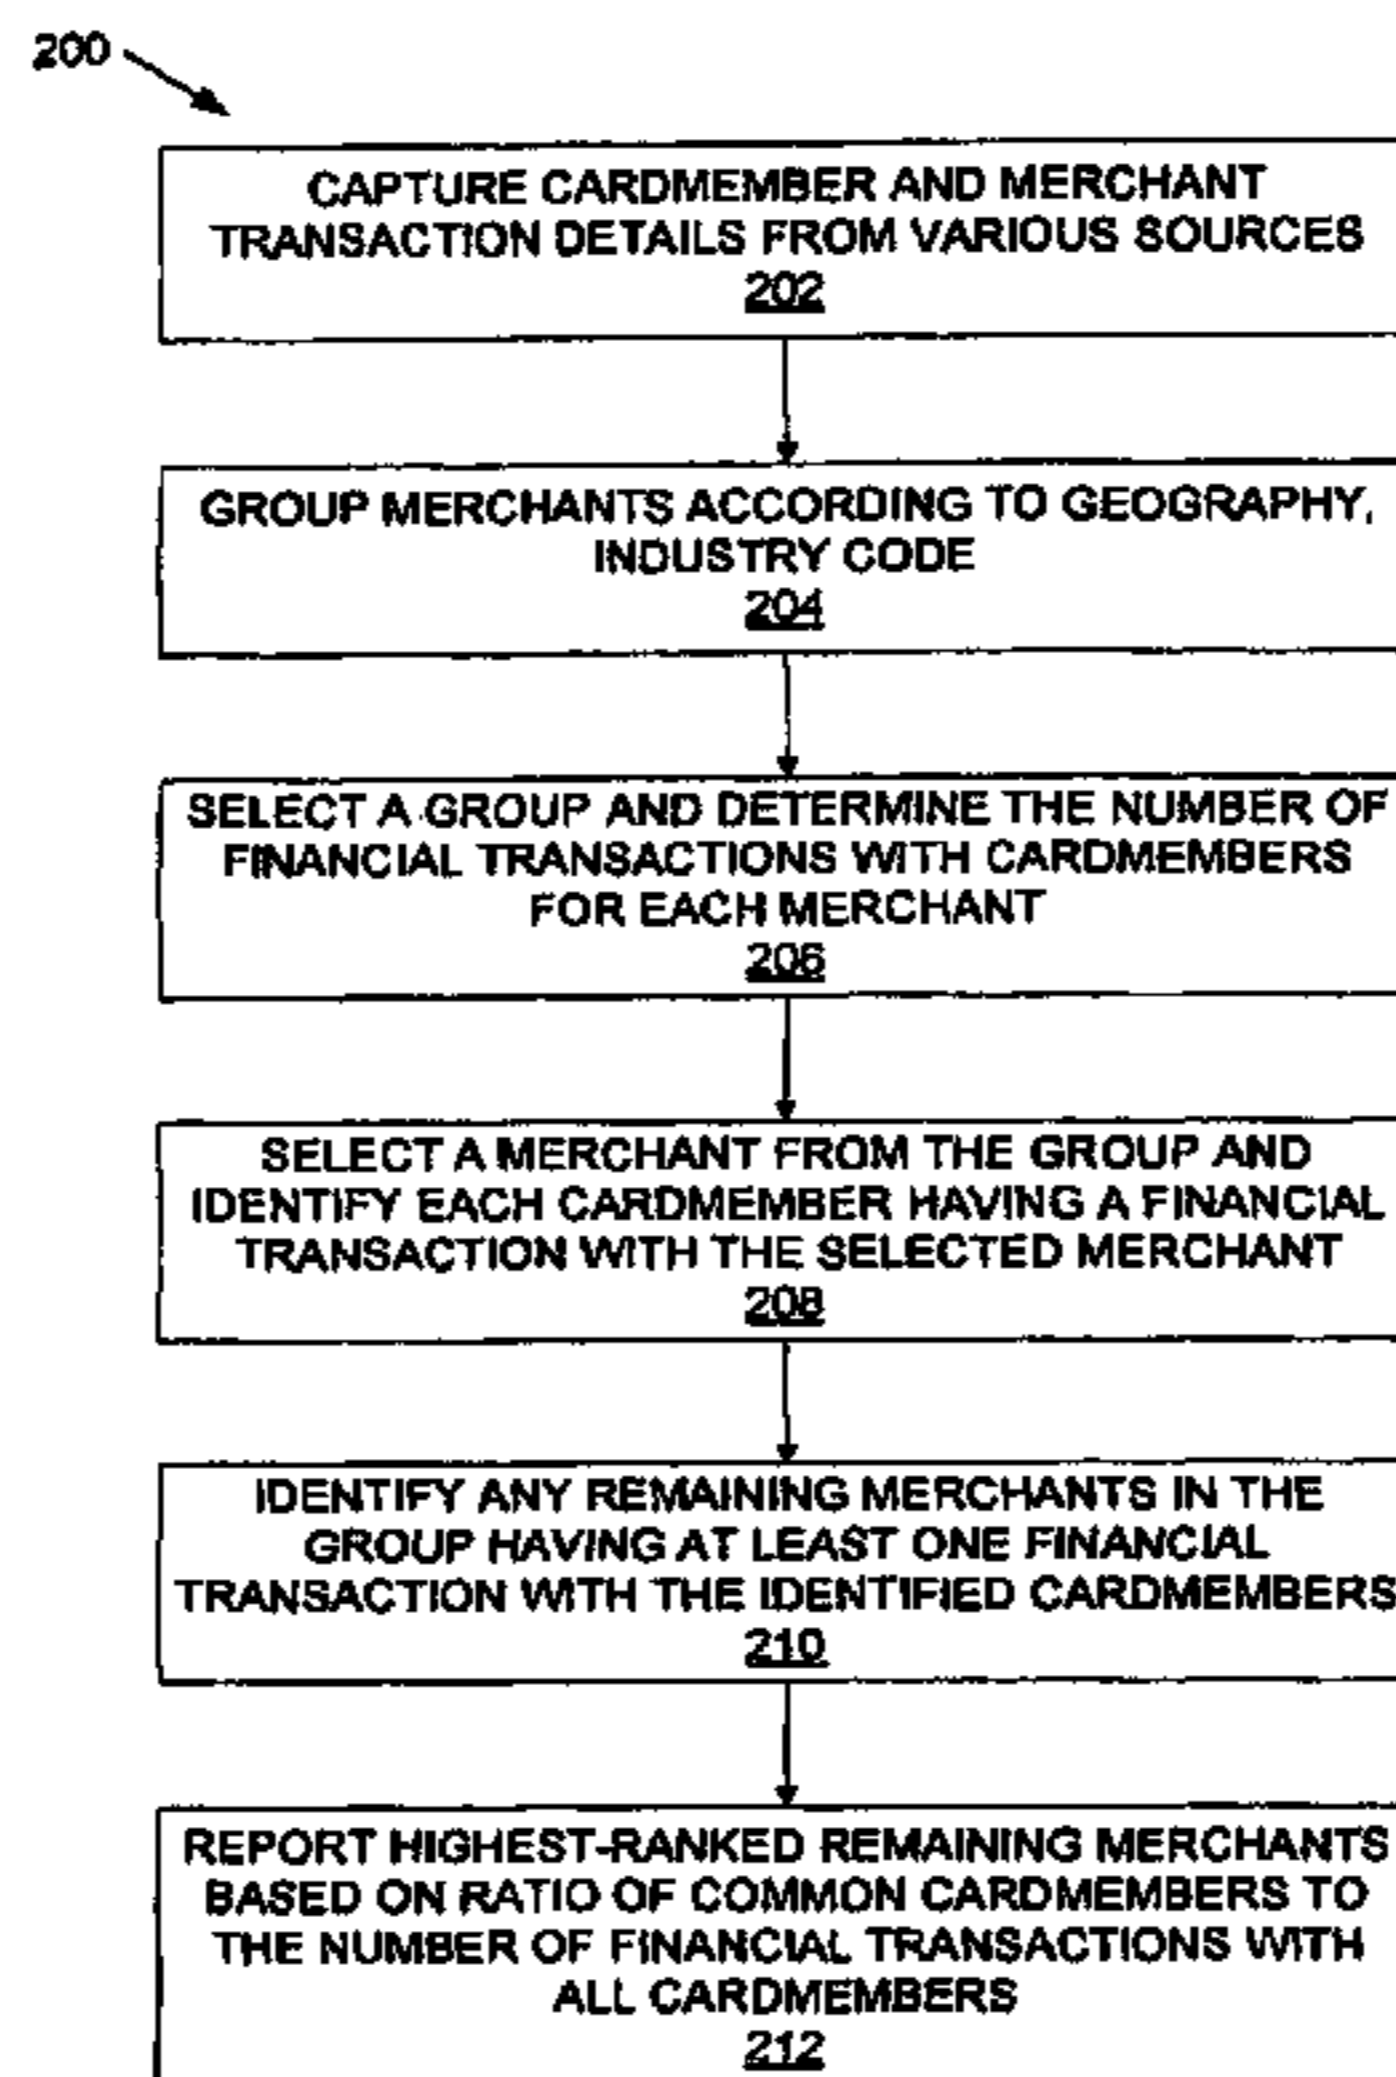 200
CAPTURE CARDMEMBER AND MERCHANT
TRANSACTION DETAILS FROM VARIOUS SOURCES
202
GROUP MERCHANTS ACCORDING TO GEOGRAPHY,
INDUSTRY CODE
204
SELECT A GROUP AND DETERMINE THE NUMBER OF
FINANCIAL TRANSACTIONS WITH CARDMEMBERS
FOR EACH MERCHANT
206
SELECT A MERCHANT FROM THE GROUP AND
IDENTIFY EACH CARDMEMBER HAVING A FINANCIAL
TRANSACTION WITH THE SELECTED MERCHANT
208
IDENTIFY ANY REMAINING MERCHANTS IN THE
GROUP HAVING AT LEAST ONE FINANCIAL
TRANSACTION WITH THE IDENTIFIED CARDMEMBERS
210
REPORT HIGHEST-RANKED REMAINING MERCHANTS
BASED ON RATIO OF COMMON CARDMEMBERS TO
THE NUMBER OF FINANCIAL TRANSACTIONS WITH
ALL CARDMEMBERS
212